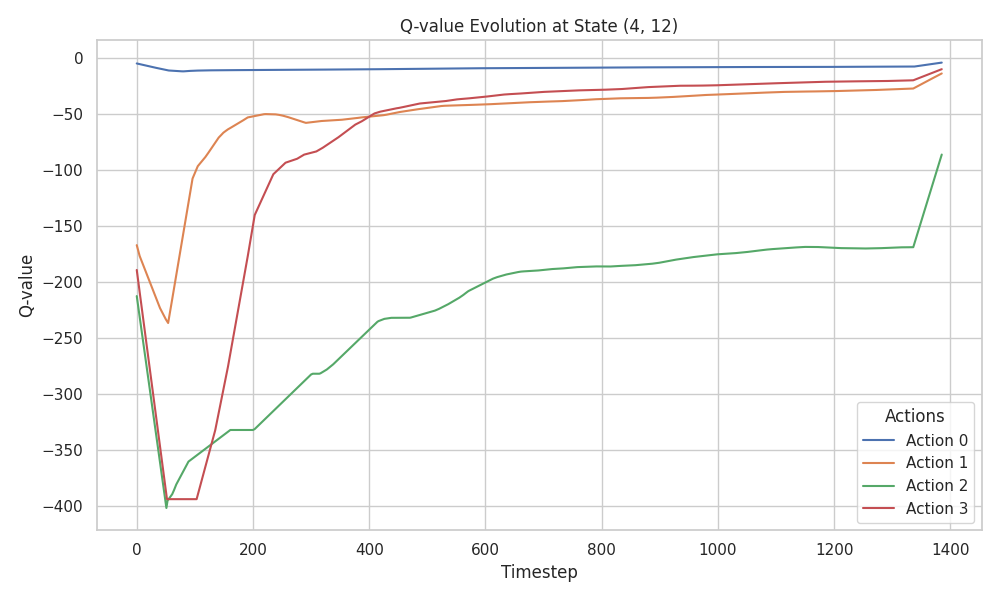 Q-value Evolution at State (4, 12)
Q-value
0
−50
−100
−150
−200
−250
−300
−350
−400
0
200
400
600
800
1000
1200
1400
Timestep
Actions
Action 0
Action 1
Action 2
Action 3